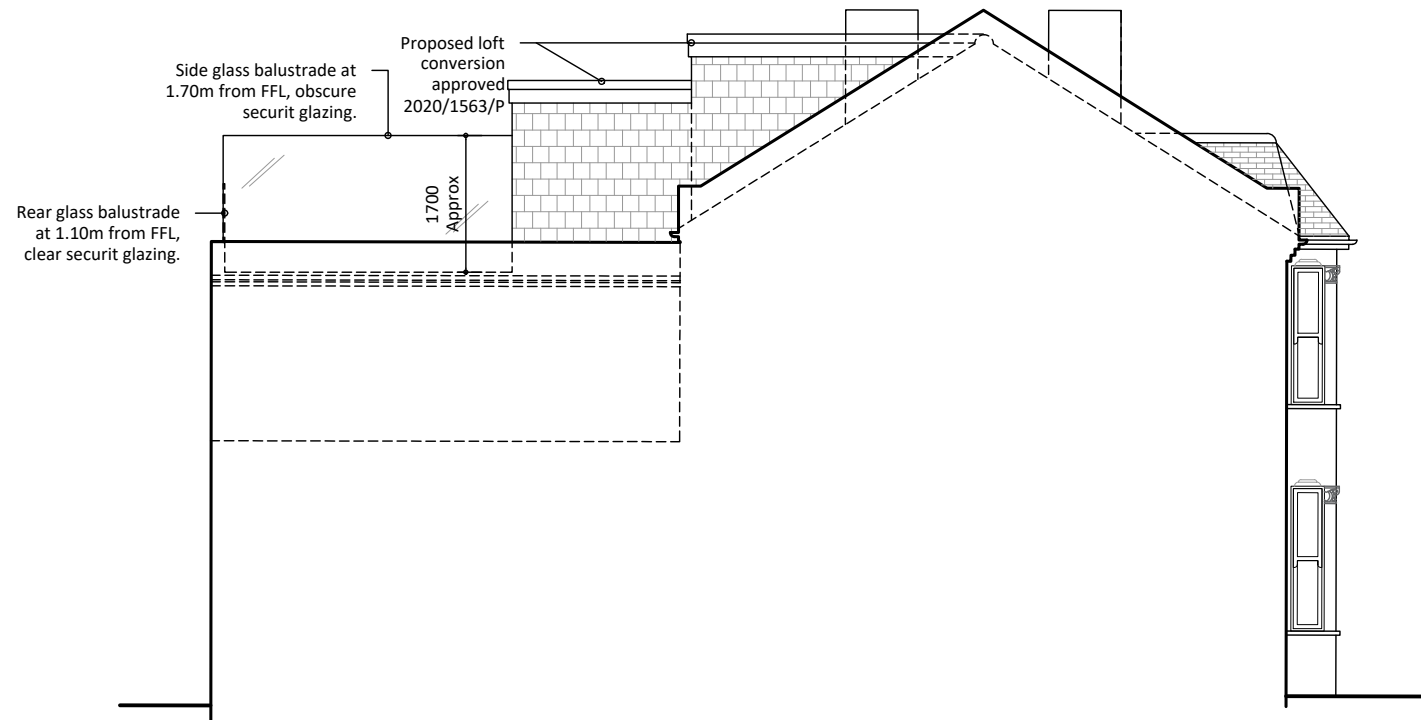 Proposed loft
conversion
approved
2020/1563/P
Side glass balustrade at
1.70m from FFL, obscure
securit glazing.
Rear glass balustrade
at 1.10m from FFL,
clear securit glazing.
1700
Approx